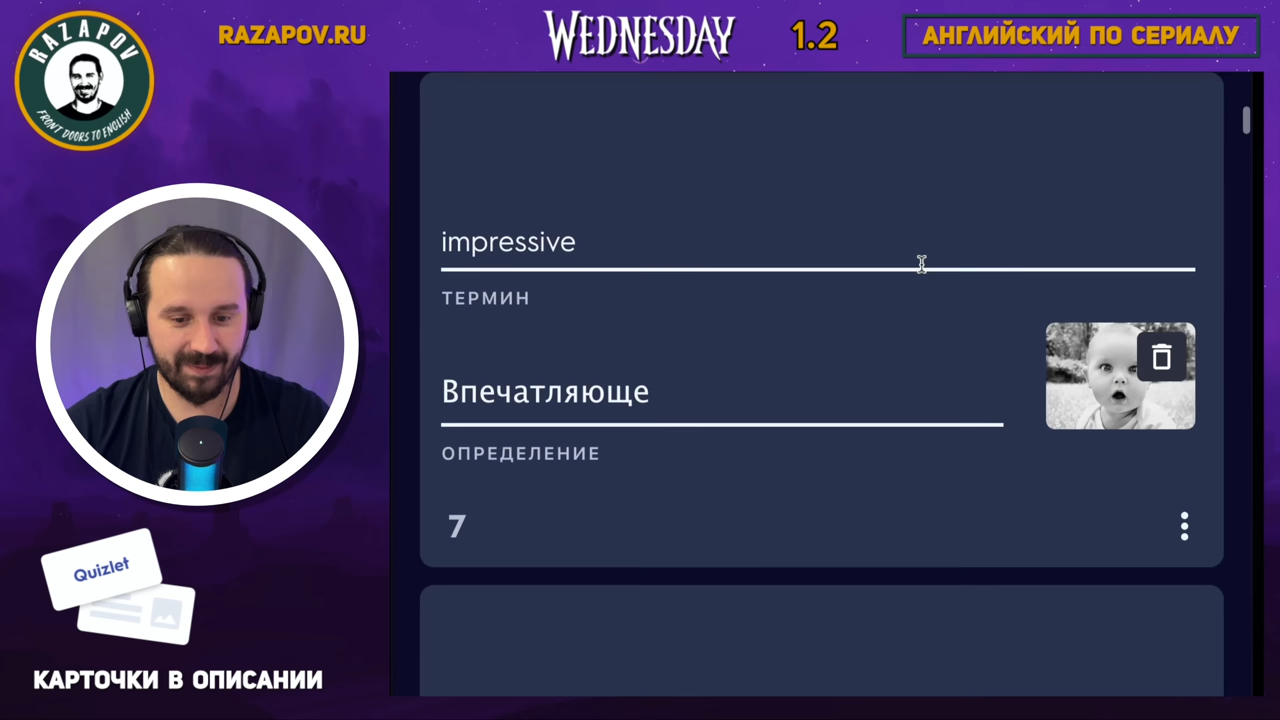 RAZAPOV
FRONT DOORS TO ENGLISH
RAZAPOV.RU
WEDNESDAY
1.2
АНГЛИЙСКИЙ ПО СЕРИАЛУ
impressive
ТЕРМИН
Впечатляюще
ОПРЕДЕЛЕНИЕ
7
Quizlet
КАРТОЧКИ В ОПИСАНИИ